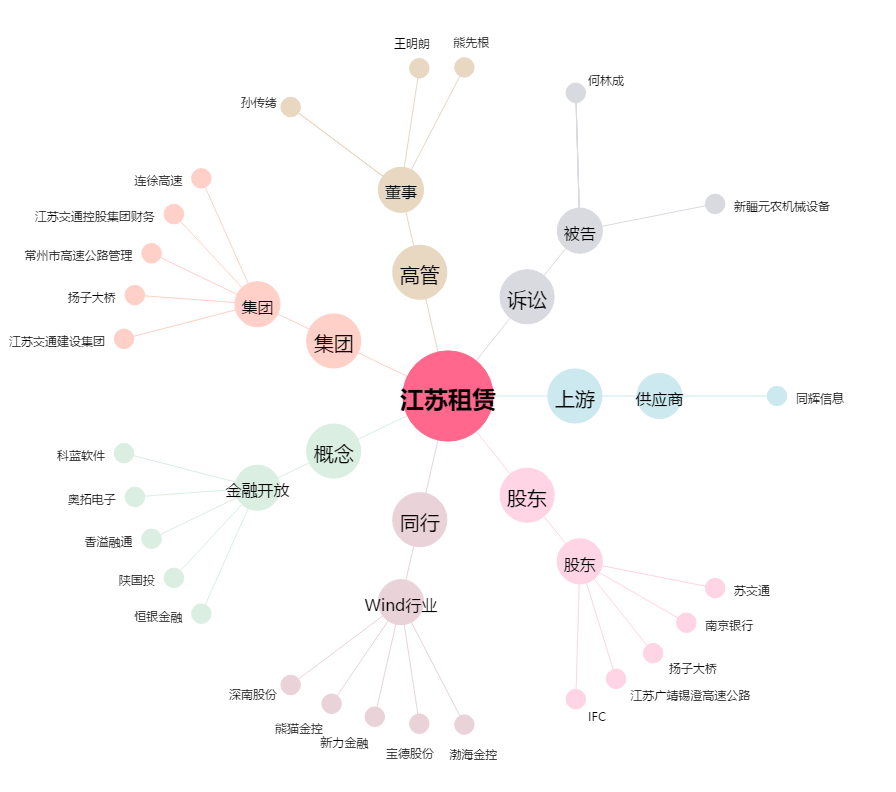 王明朗
熊先根
孙传绪
何林成
连徐高速
董事
江苏交通控股集团财务
新疆元农机械设备
被告
常州市高速公路管理
高管
扬子大桥
诉讼
集团
江苏交通建设集团
集团
江苏租赁
上游
供应商
同辉信息
概念
科蓝软件
金融开放
奥拓电子
股东
同行
香溢融通
股东
陕国投
苏交通
Wind行业
恒银金融
南京银行
扬子大桥
深南股份
江苏广靖锡澄高速公路
IFC
熊猫金控
新力金融
宝德股份
渤海金控